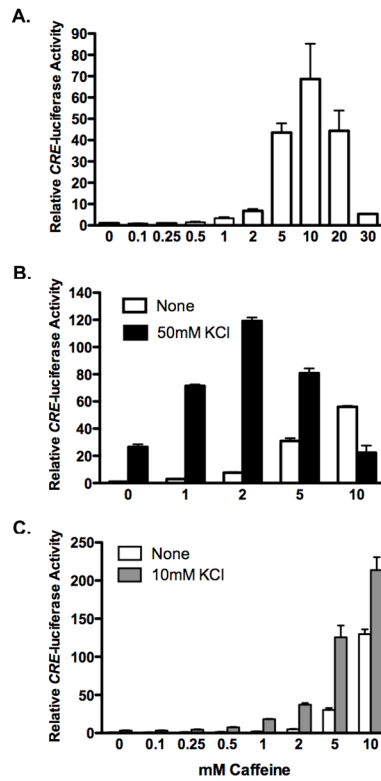 A.
Relative CRE-luciferase Activity
90
80
70
60
50
40
30
20
10
0
0 0.1 0.25 0.5 1 2 5 10 20 30
B.
Relative CRE-luciferase Activity
140
120
100
80
60
40
20
0
None
50mM KCl
0 1 2 5 10
C.
Relative CRE-luciferase Activity
250
200
150
100
50
0
None
10mM KCl
0 0.1 0.25 0.5 1 2 5 10
mM Caffeine